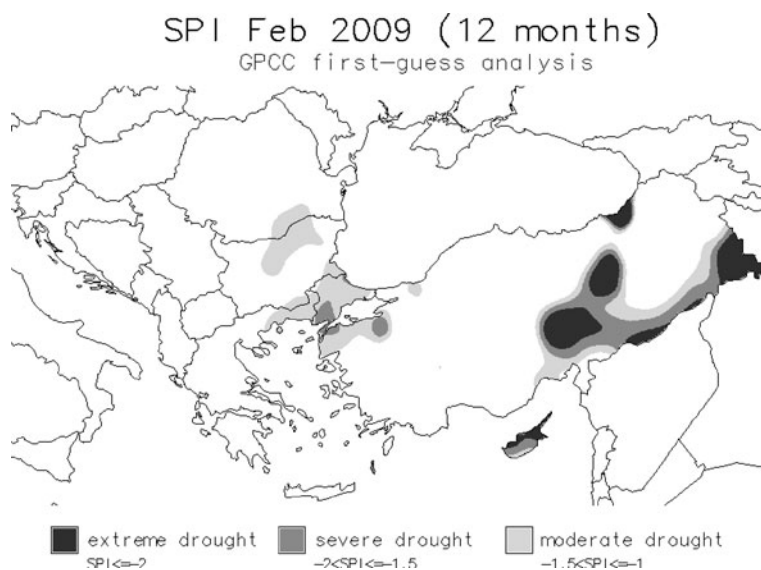 SPI Feb 2009 (12 months)
GPCC first–guess analysis
extreme drought severe drought moderate drought
SPI<=–2 –2<SPI<=–1.5 –1.5<SPI<=–1